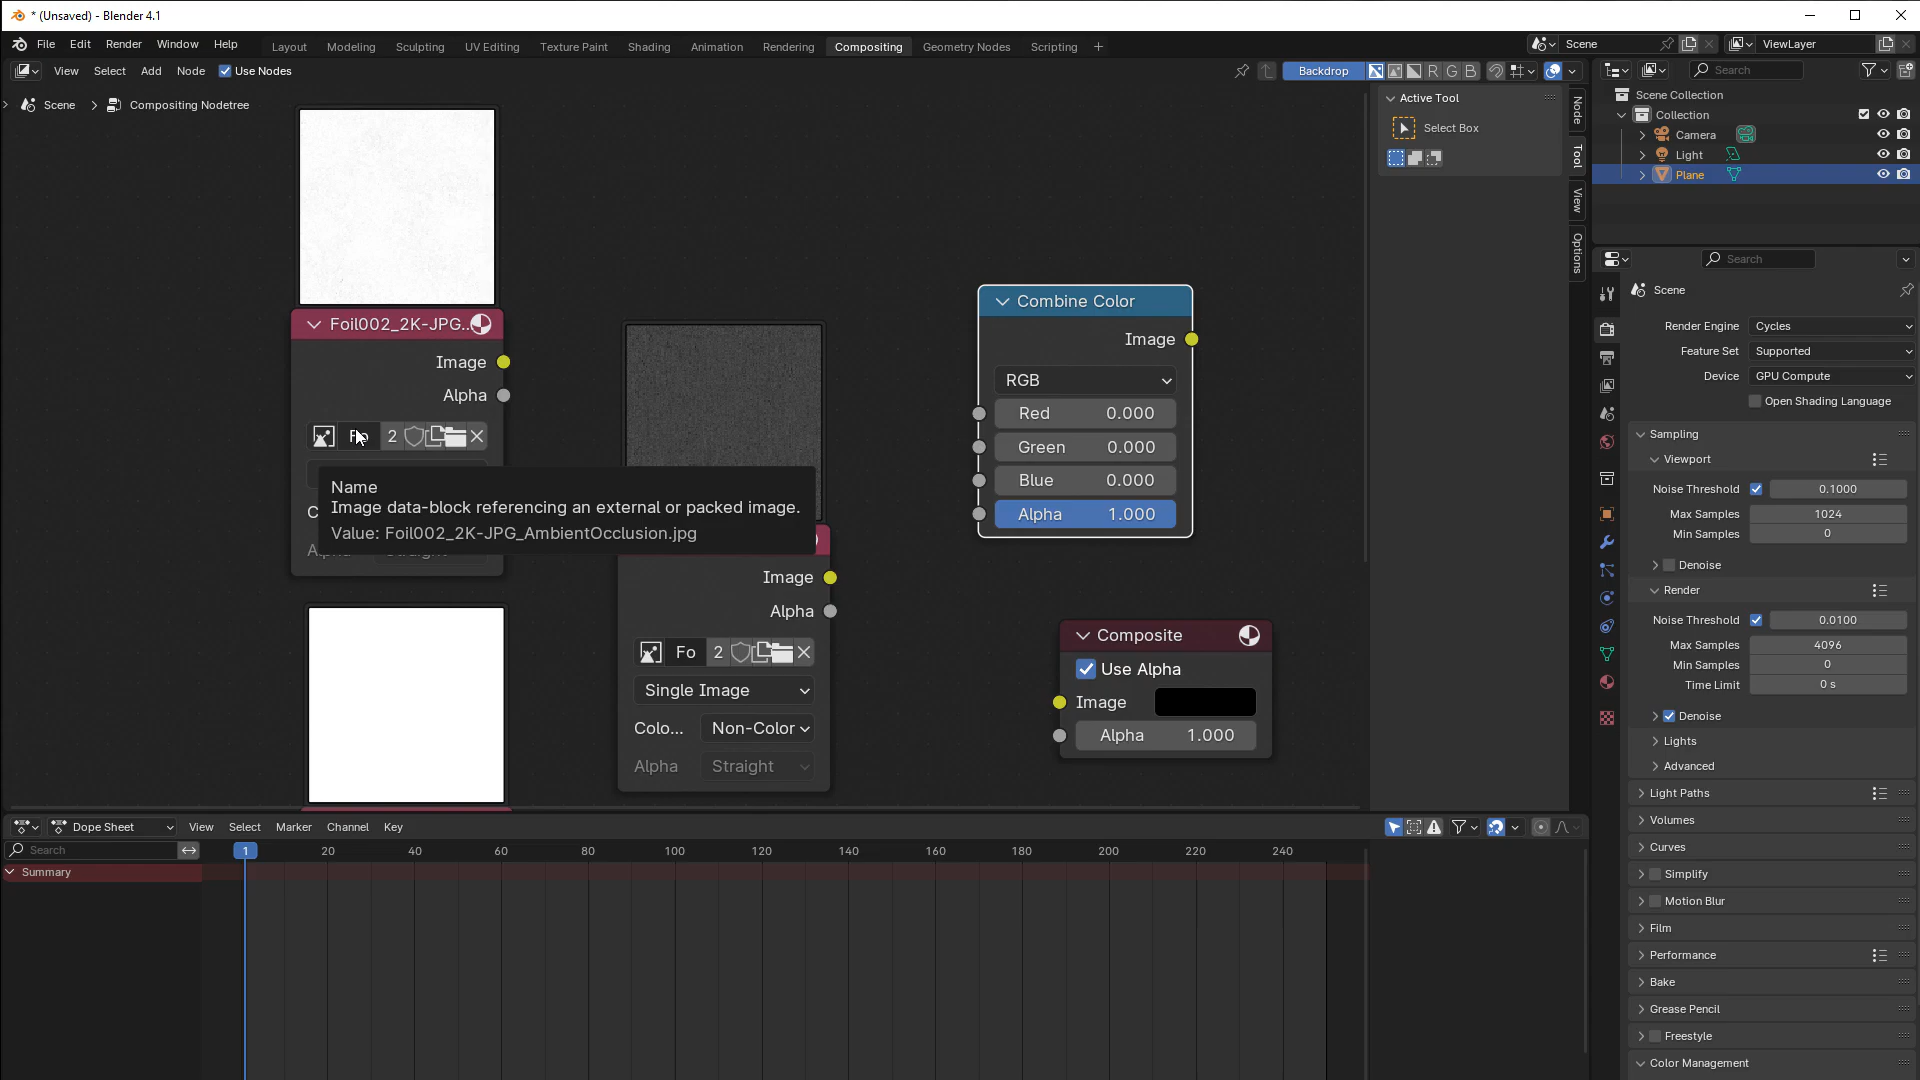 * (Unsaved) - Blender 4.1
File Edit Render Window Help
Layout Modeling Sculpting UV Editing Texture Paint Shading Animation Rendering Compositing Geometry Nodes Scripting +
Scene
ViewLayer
View Select Add Node Use Nodes
Backdrop
R G B
Search
Scene > Compositing Nodetree
Active Tool
Select Box
Node
Tool
View
Options
Scene Collection
Collection
Camera
Light
Plane
Foil002_2K-JPG..
Image
Alpha
2
Name
Image data-block referencing an external or packed image.
Value: Foil002_2K-JPG_AmbientOcclusion.jpg
Image
Alpha
Fo 2
Single Image
Colo... Non-Color
Alpha Straight
Combine Color
Image
RGB
Red 0.000
Green 0.000
Blue 0.000
Alpha 1.000
Composite
Use Alpha
Image
Alpha 1.000
Search
Scene
Render Engine Cycles
Feature Set Supported
Device GPU Compute
Open Shading Language
Sampling
Viewport
Noise Threshold 0.1000
Max Samples 1024
Min Samples 0
Denoise
Render
Noise Threshold 0.0100
Max Samples 4096
Min Samples 0
Time Limit 0 s
Denoise
Lights
Advanced
Light Paths
Volumes
Curves
Simplify
Motion Blur
Film
Performance
Bake
Grease Pencil
Freestyle
Color Management
Dope Sheet View Select Marker Channel Key
Search
1 20 40 60 80 100 120 140 160 180 200 220 240
Summary